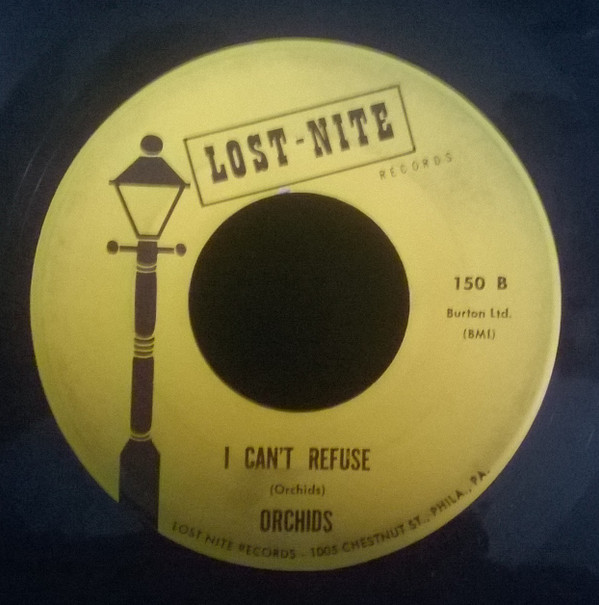 LOST-NITE
RECORDS
150 B
Burton Ltd.
(BMI)
I CAN'T REFUSE
(Orchids)
ORCHIDS
LOST NITE RECORDS - 1005 CHESTNUT ST., PHILA., PA.